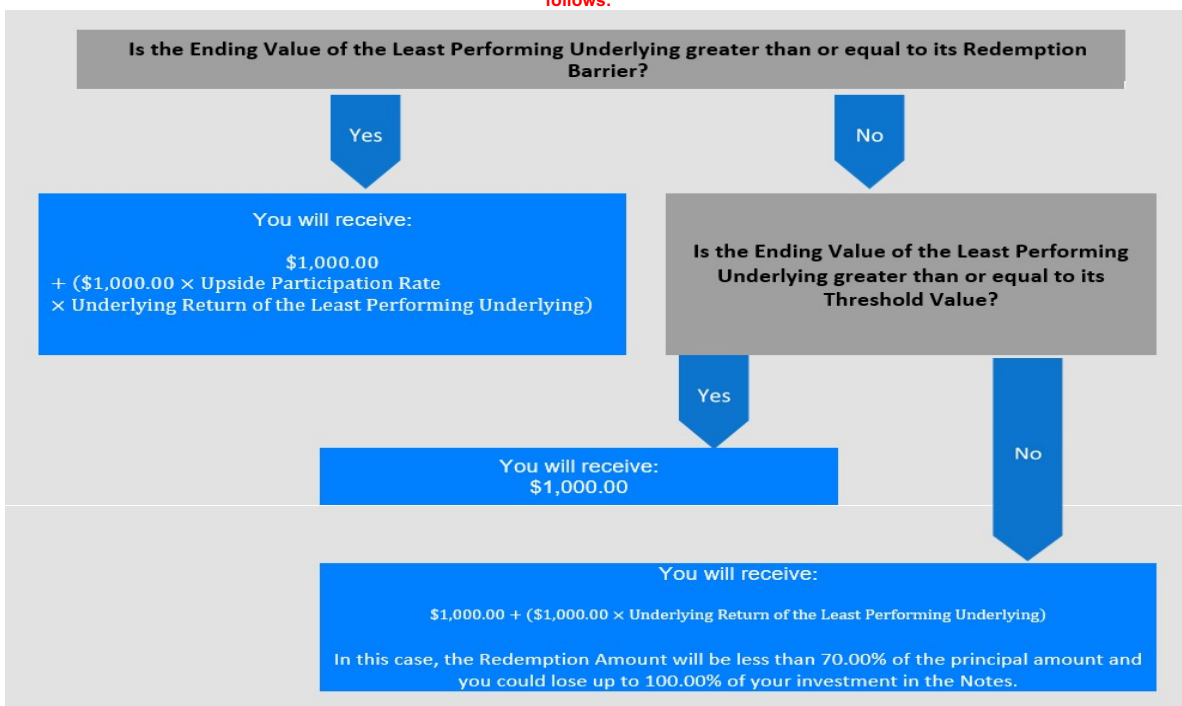 follows:
Is the Ending Value of the Least Performing Underlying greater than or equal to its Redemption
Barrier?
Yes
No
You will receive:
$1,000.00
+ ($1,000.00 × Upside Participation Rate
× Underlying Return of the Least Performing Underlying)
Is the Ending Value of the Least Performing
Underlying greater than or equal to its
Threshold Value?
Yes
No
You will receive:
$1,000.00
You will receive:
$1,000.00 + ($1,000.00 × Underlying Return of the Least Performing Underlying)
In this case, the Redemption Amount will be less than 70.00% of the principal amount and
you could lose up to 100.00% of your investment in the Notes.